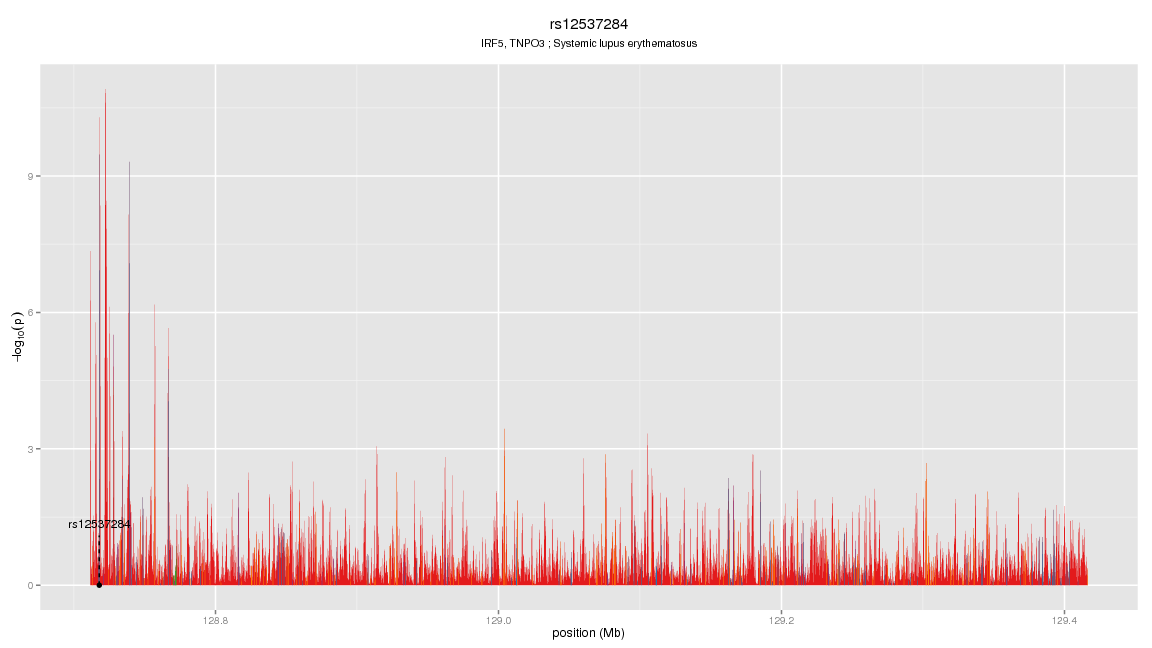 rs12537284
IRF5, TNPO3 ; Systemic lupus erythematosus
9
6
3
0
−log10(p)
rs12537284
128.8
129.0
129.2
129.4
position (Mb)